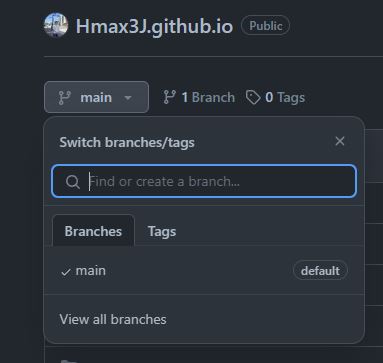 Hmax3J.github.io Public
main 1 Branch 0 Tags
Switch branches/tags
Find or create a branch...
Branches Tags
main default
View all branches